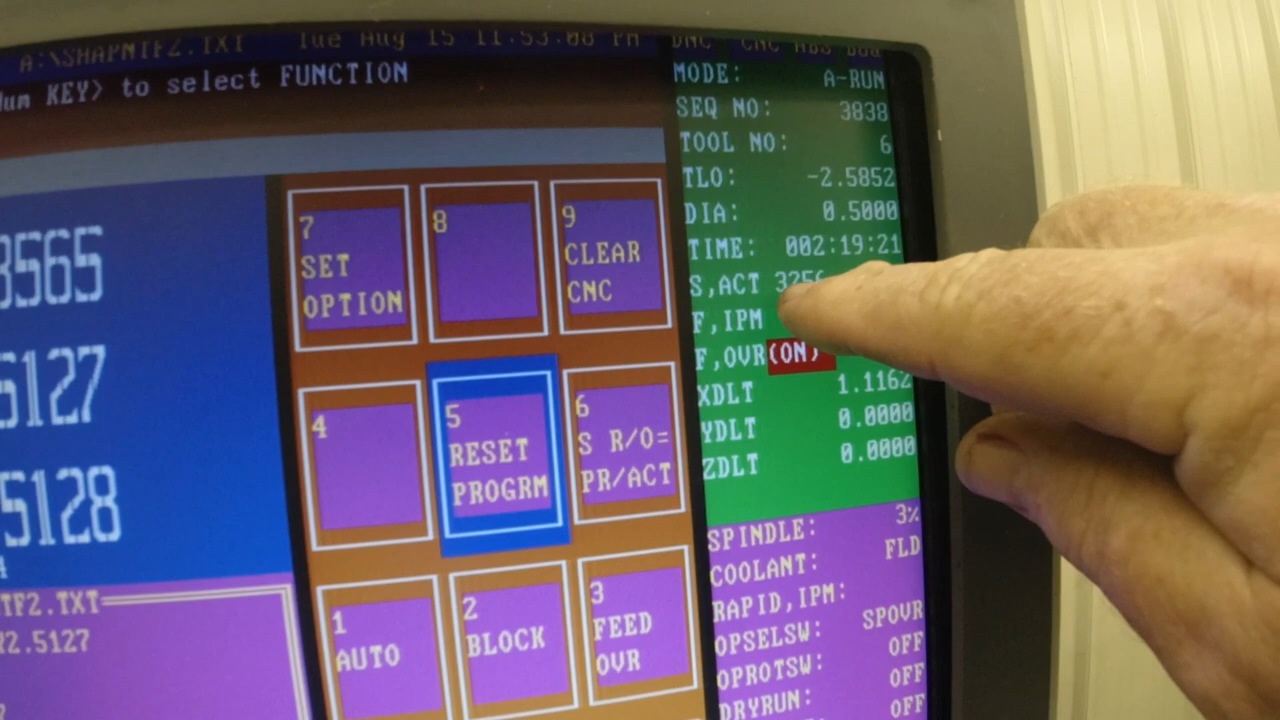 A:\SHAPNTF2.TXT Tue Aug 15 11:53:08 PM DNC CNC ABS
KEY> to select FUNCTION
MODE: A-RUN
SEQ NO: 3838
TOOL NO: 6
TLO: -2.5852
DIA: 0.5000
TIME: 002:19:21
S,ACT
F,IPM
F,OVR(ON)
XDLT 1.1162
YDLT 0.0000
ZDLT 0.0000
SPINDLE: 3%
COOLANT: FLD
RAPID,IPM:
SPOVR
OPSELSW: OFF
OPROTSW: OFF
DRYRUN: OFF
7
SET
OPTION
8
9
CLEAR
CNC
4
5
RESET
PROGRM
6
S R/O=
PR/ACT
1
AUTO
2
BLOCK
3
FEED
OVR
3565
5127
5128
TF2.TXT
2.5127